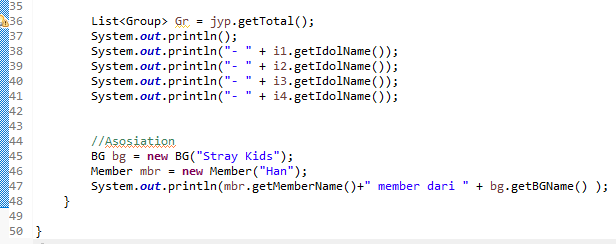 35
36 List<Group> Gr = jyp.getTotal();
37 System.out.println();
38 System.out.println("- " + i1.getIdolName());
39 System.out.println("- " + i2.getIdolName());
40 System.out.println("- " + i3.getIdolName());
41 System.out.println("- " + i4.getIdolName());
42
43
44 //Asosiation
45 BG bg = new BG("Stray Kids");
46 Member mbr = new Member("Han");
47 System.out.println(mbr.getMemberName()+" member dari " + bg.getBGName() );
48 }
49
50 }